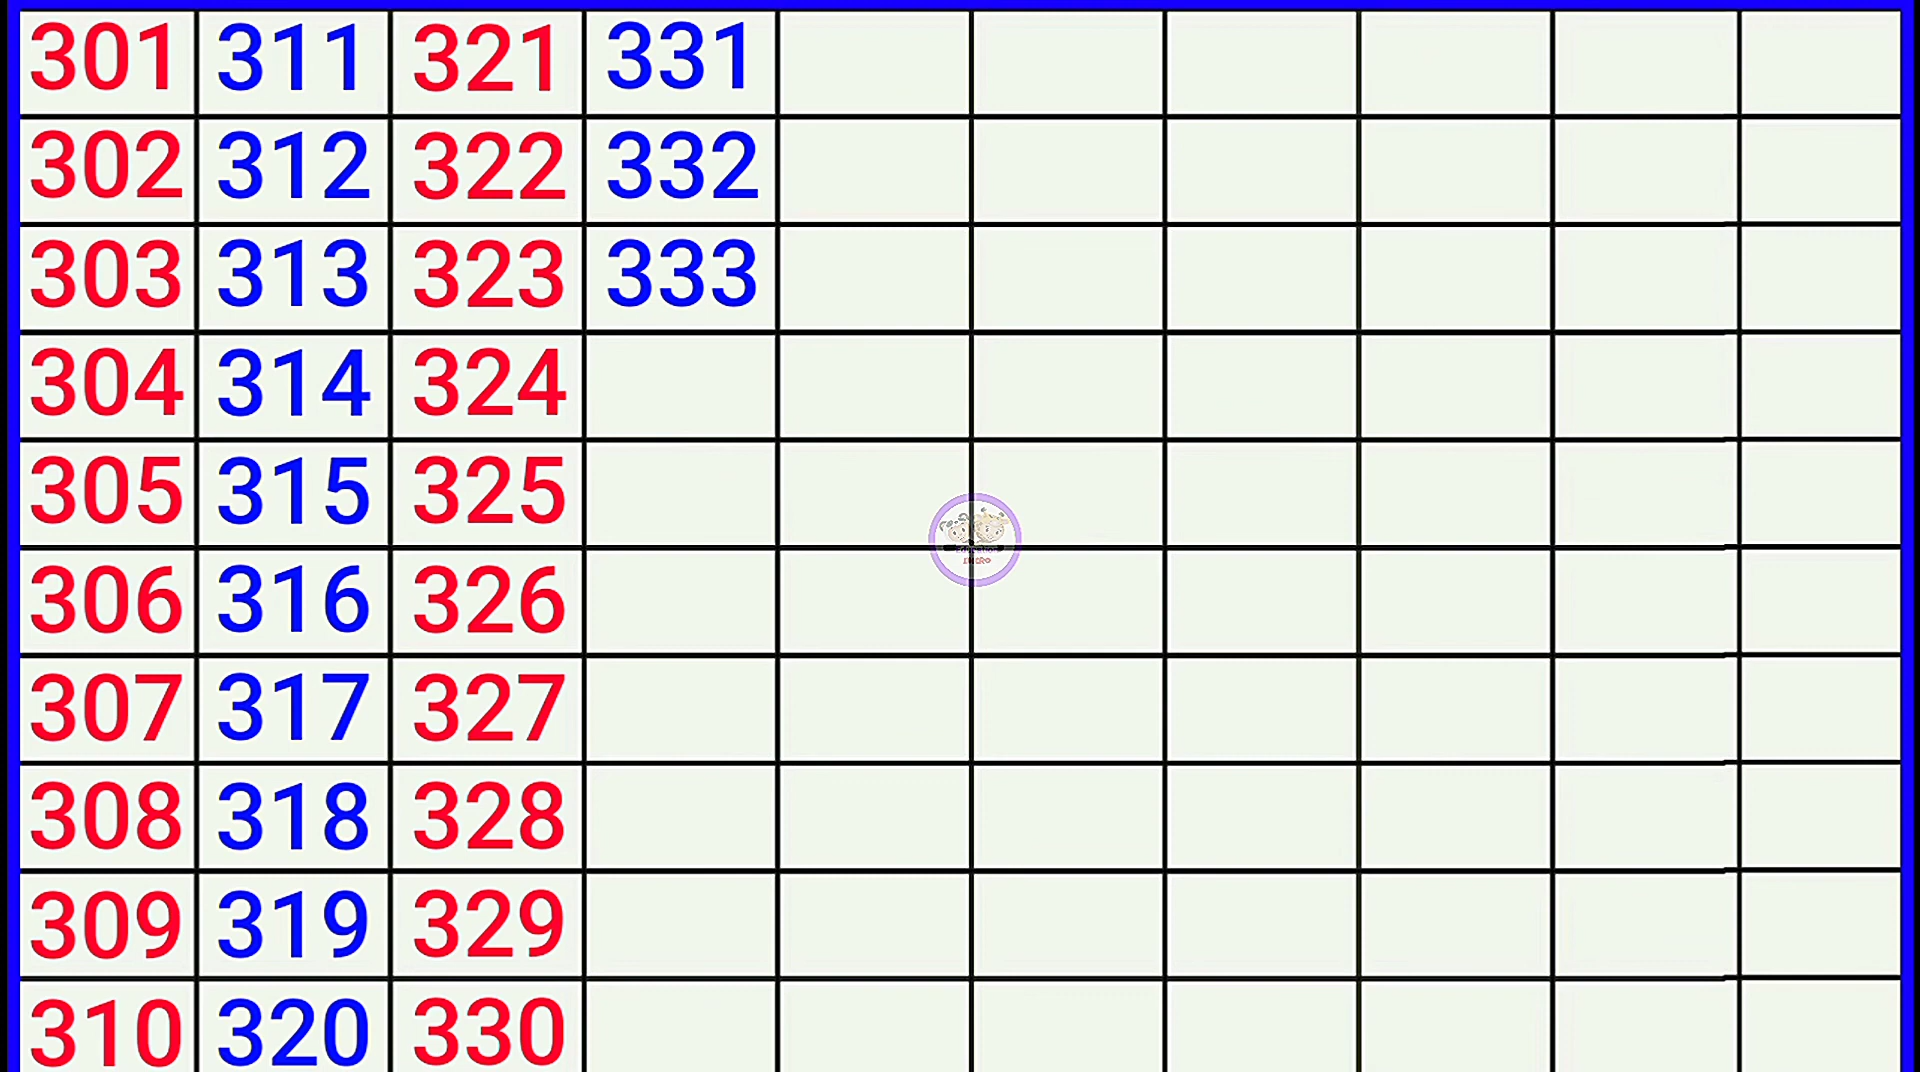 301 311 321 331
302 312 322 332
303 313 323 333
304 314 324
305 315 325
306 316 326
307 317 327
308 318 328
309 319 329
310 320 330
Education